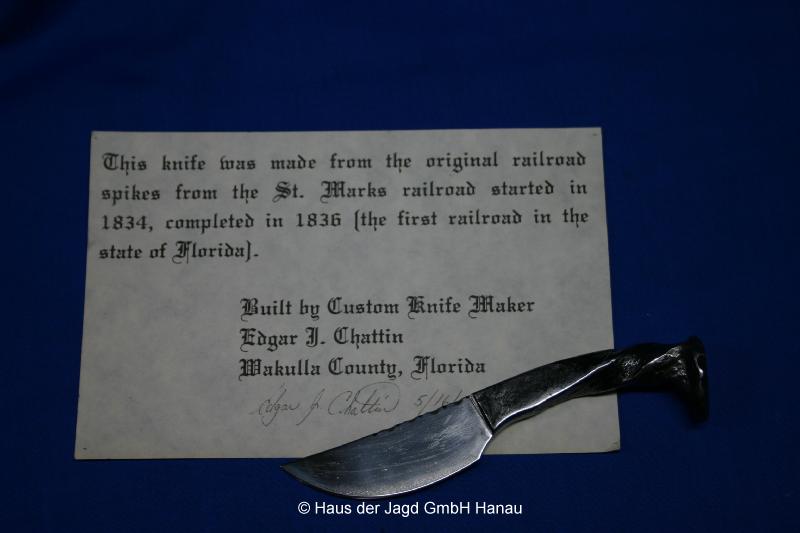 This knife was made from the original railroad
spikes from the St. Marks railroad started in
1834, completed in 1836 (the first railroad in the
state of Florida).
Built by Custom Knife Maker
Edgar J. Chattin
Wakulla County, Florida
Edgar J. Chattin 5/16/
© Haus der Jagd GmbH Hanau